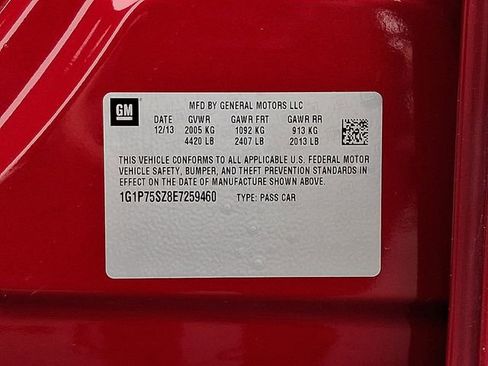 GM
MFD BY GENERAL MOTORS LLC
DATE GVWR GAWR FRT GAWR RR
12/13 2005 KG 1092 KG 913 KG
4420 LB 2407 LB 2013 LB
THIS VEHICLE CONFORMS TO ALL APPLICABLE U.S. FEDERAL MOTOR
VEHICLE SAFETY, BUMPER, AND THEFT PREVENTION STANDARDS IN
EFFECT ON THE DATE OF MANUFACTURE SHOWN ABOVE.
1G1P75SZ8E7259460 TYPE: PASS CAR